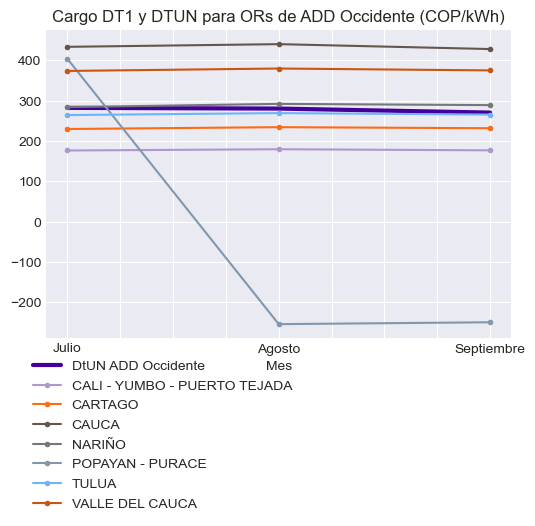 Cargo DT1 y DTUN para ORs de ADD Occidente (COP/kWh)
400
300
200
100
0
−100
−200
Julio
Agosto
Septiembre
Mes
DtUN ADD Occidente
CALI - YUMBO - PUERTO TEJADA
CARTAGO
CAUCA
NARIÑO
POPAYAN - PURACE
TULUA
VALLE DEL CAUCA